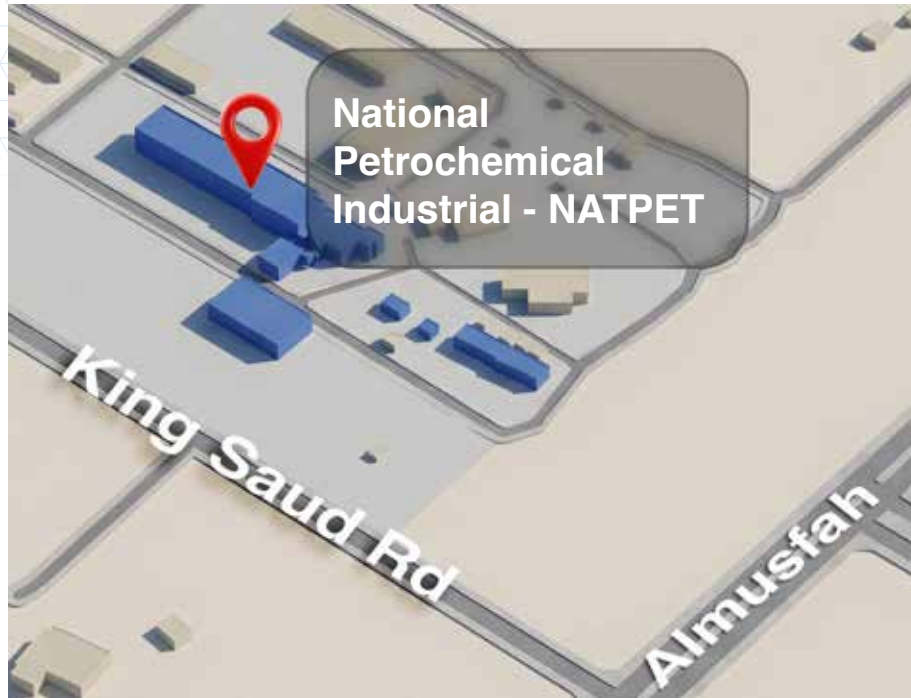 National
Petrochemical
Industrial - NATPET
King Saud Rd
Almusfah